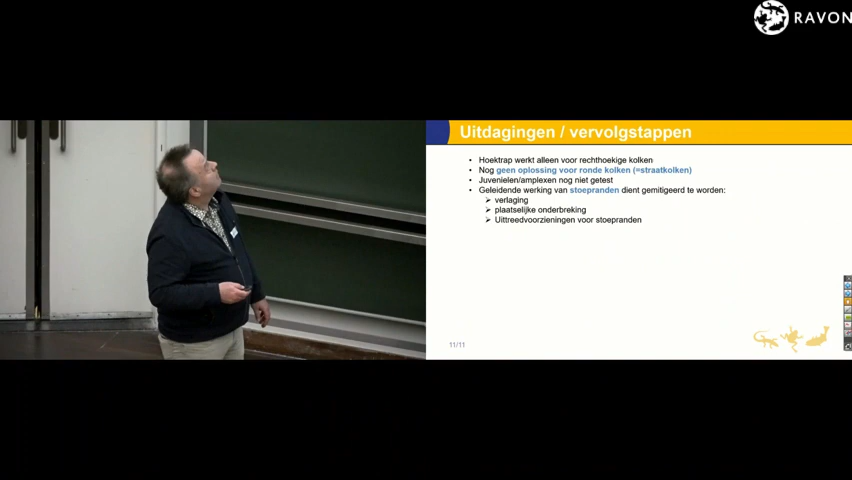 RAVON
Uitdagingen / vervolgstappen
• Hoektrap werkt alleen voor rechthoekige kolken
• Nog geen oplossing voor ronde kolken (=straatkolken)
• Juvenielen/amplexen nog niet getest
• Geleidende werking van stoepranden dient gemitigeerd te worden:
➢ verlaging
➢ plaatselijke onderbreking
➢ Uittreedvoorzieningen voor stoepranden
11/11